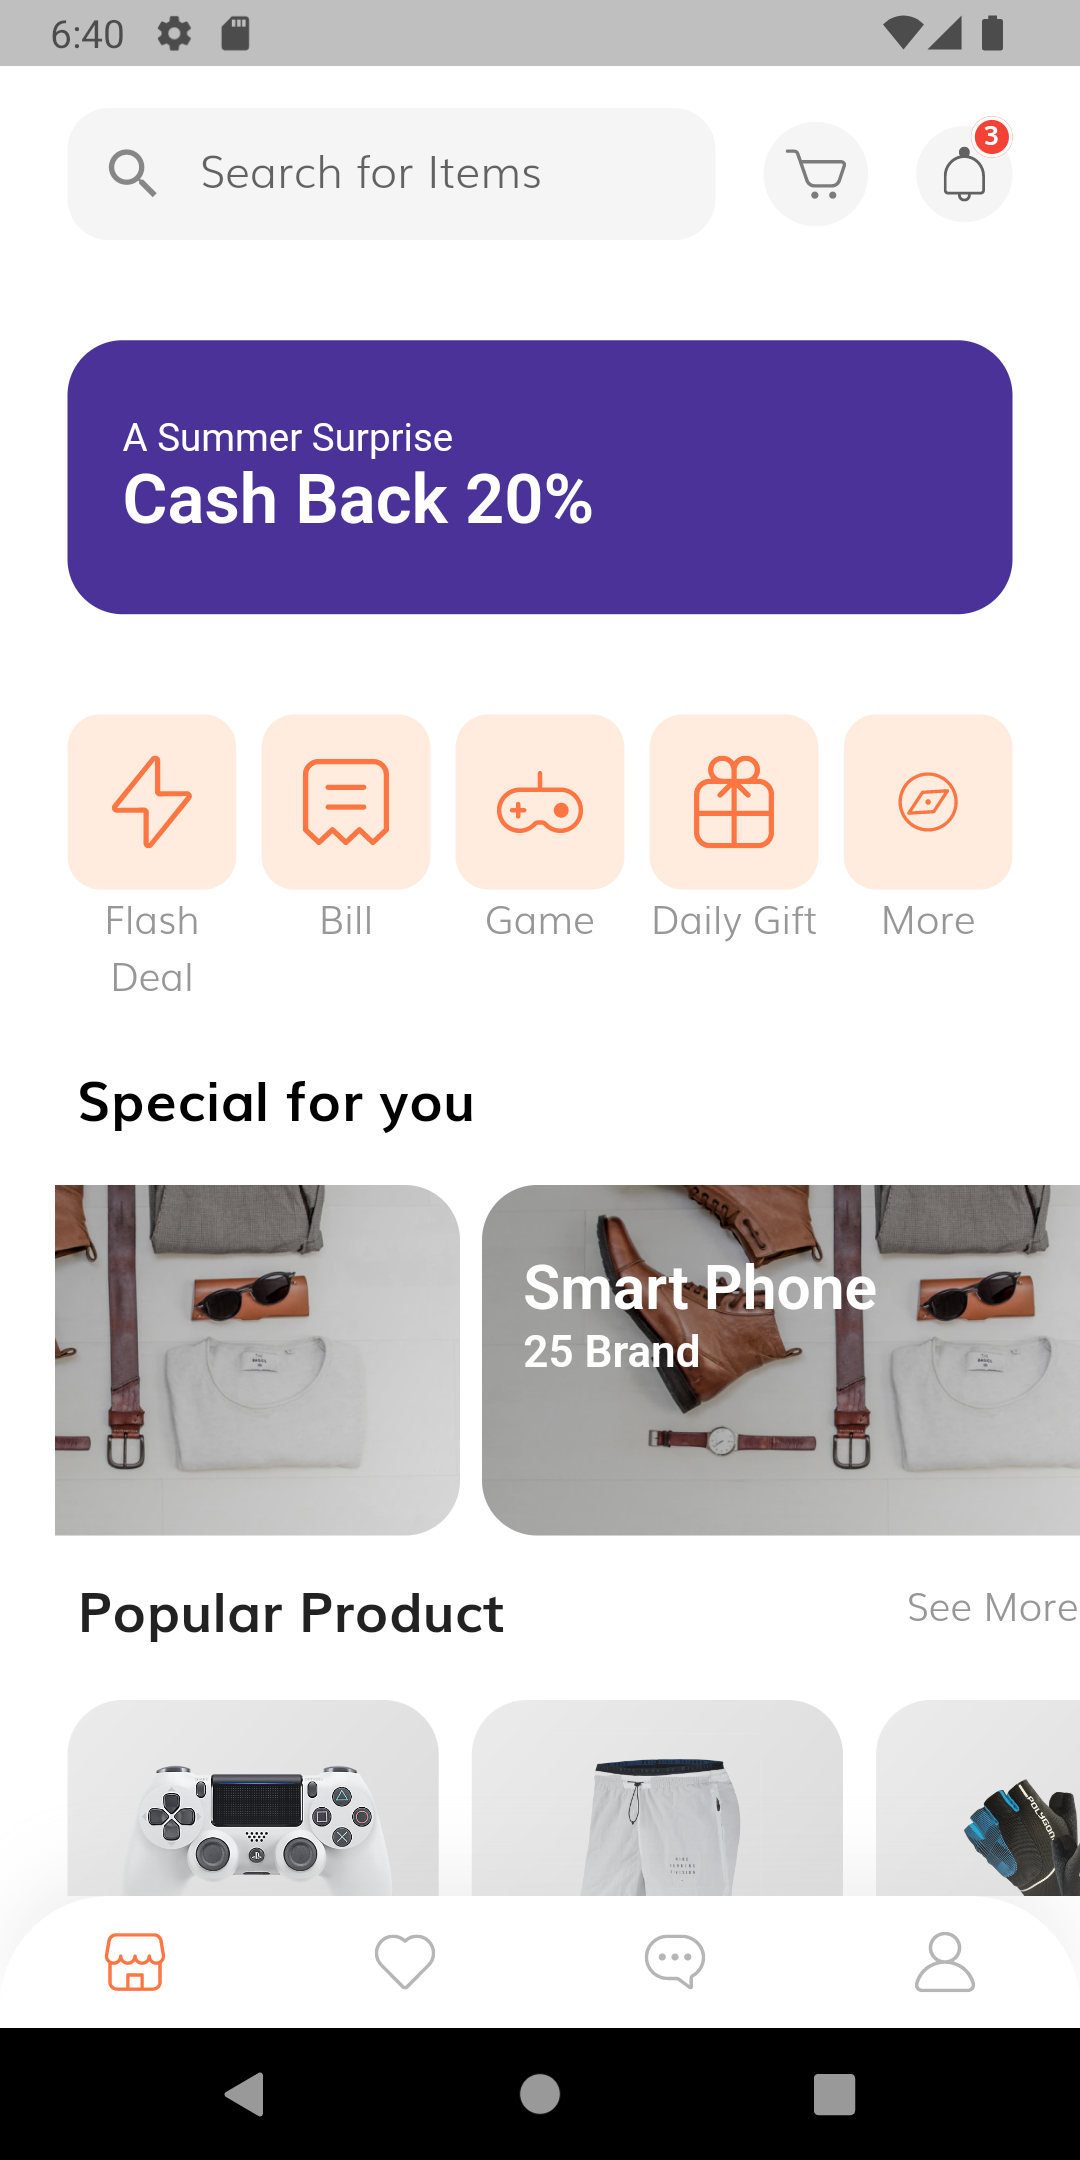 6:40
Search for Items
3
A Summer Surprise
Cash Back 20%
Flash Deal
Bill
Game
Daily Gift
More
Special for you
Smart Phone
25 Brand
Popular Product
See More
POLYGON